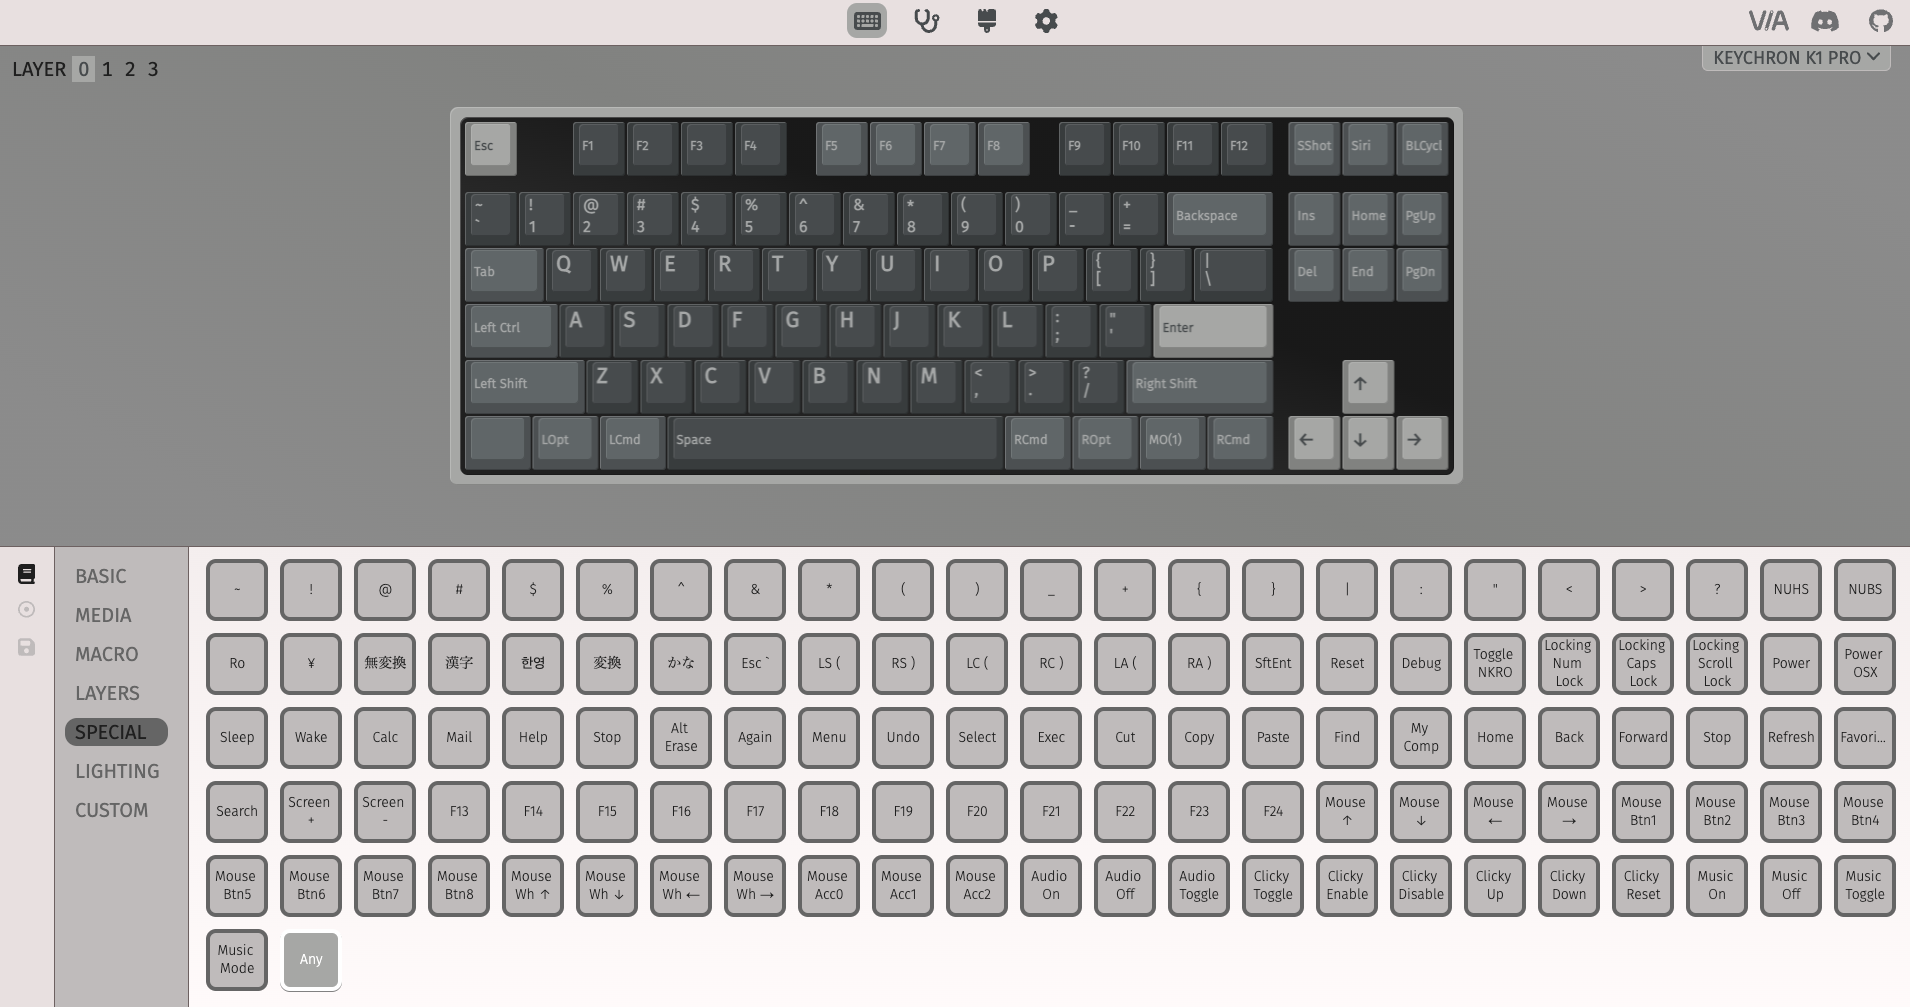 VIA
LAYER 0 1 2 3
KEYCHRON K1 PRO
Esc F1 F2 F3 F4 F5 F6 F7 F8 F9 F10 F11 F12 SShot Siri BLCycl
~ ! @ # $ % ^ & * ( ) _ +
` 1 2 3 4 5 6 7 8 9 0 - = Backspace Ins Home PgUp
Tab Q W E R T Y U I O P { } | Del End PgDn
[ ] \
Left Ctrl A S D F G H J K L : " Enter
; '
Left Shift Z X C V B N M < > ? Right Shift ↑
, . /
LOpt LCmd Space RCmd ROpt MO(1) RCmd ← ↓ →
BASIC
MEDIA
MACRO
LAYERS
SPECIAL
LIGHTING
CUSTOM
~ ! @ # $ % ^ & * ( ) _ + { } | : " < > ? NUHS NUBS
Ro ¥ 無変換 漢字 한영 変換 かな Esc ` LS ( RS ) LC ( RC ) LA ( RA ) SftEnt Reset Debug Toggle NKRO Locking Num Lock Locking Caps Lock Locking Scroll Lock Power Power OSX
Sleep Wake Calc Mail Help Stop Alt Erase Again Menu Undo Select Exec Cut Copy Paste Find My Comp Home Back Forward Stop Refresh Favori...
Search Screen + Screen - F13 F14 F15 F16 F17 F18 F19 F20 F21 F22 F23 F24 Mouse ↑ Mouse ↓ Mouse ← Mouse → Mouse Btn1 Mouse Btn2 Mouse Btn3 Mouse Btn4
Mouse Btn5 Mouse Btn6 Mouse Btn7 Mouse Btn8 Mouse Wh ↑ Mouse Wh ↓ Mouse Wh ← Mouse Wh → Mouse Acc0 Mouse Acc1 Mouse Acc2 Audio On Audio Off Audio Toggle Clicky Toggle Clicky Enable Clicky Disable Clicky Up Clicky Down Clicky Reset Music On Music Off Music Toggle
Music Mode Any